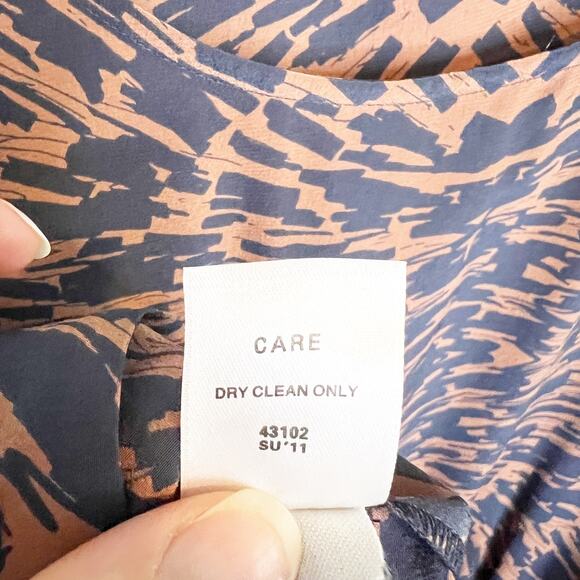 CARE
DRY CLEAN ONLY
43102
SU'11